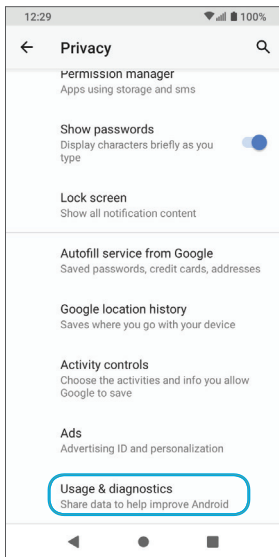 12:29 100%
Privacy
Permission manager
Apps using storage and sms
Show passwords
Display characters briefly as you
type
Lock screen
Show all notification content
Autofill service from Google
Saved passwords, credit cards, addresses
Google location history
Saves where you go with your device
Activity controls
Choose the activities and info you allow
Google to save
Ads
Advertising ID and personalization
Usage & diagnostics
Share data to help improve Android